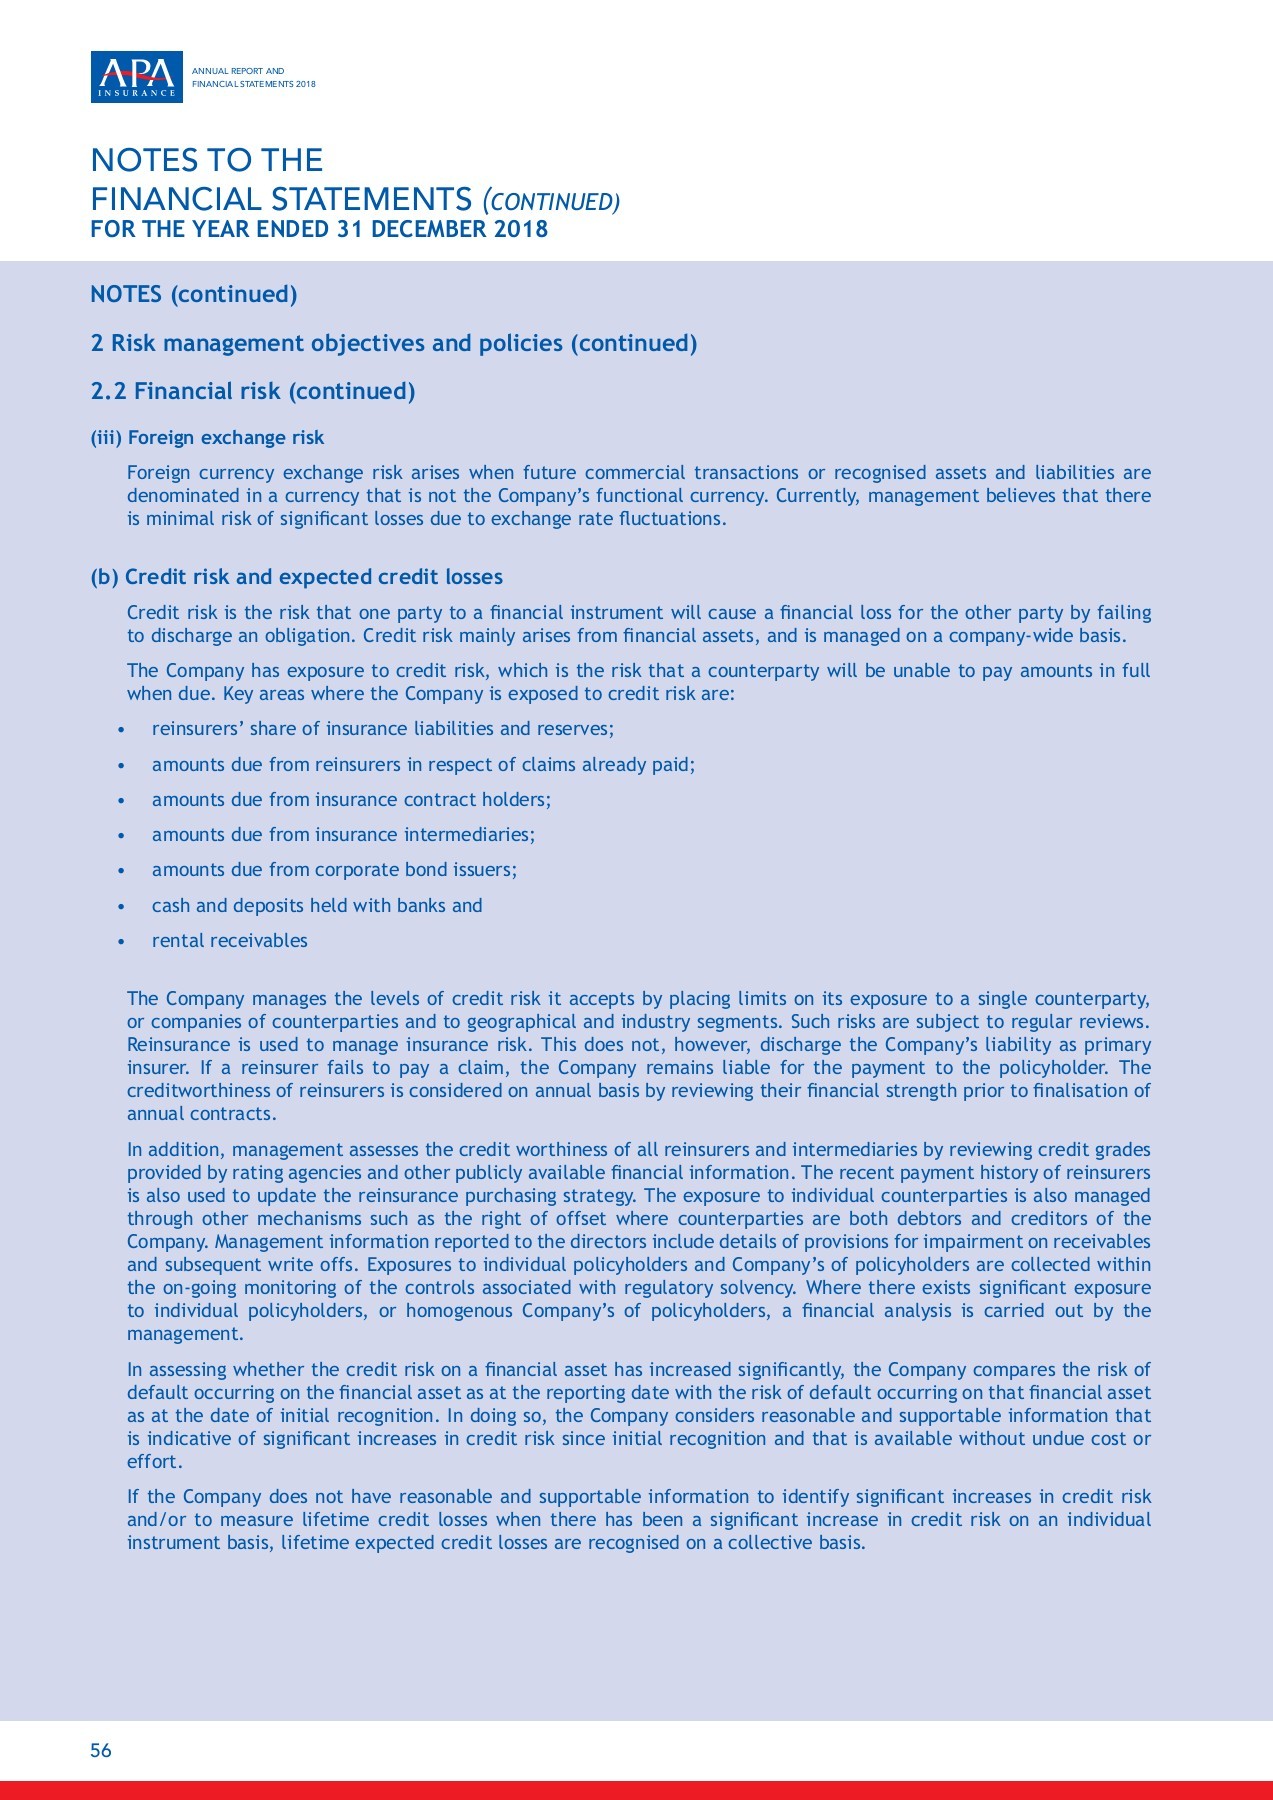 APA
INSURANCE
ANNUAL REPORT AND
FINANCIAL STATEMENTS 2018
NOTES TO THE
FINANCIAL STATEMENTS (CONTINUED)
FOR THE YEAR ENDED 31 DECEMBER 2018
NOTES (continued)
2 Risk management objectives and policies (continued)
2.2 Financial risk (continued)
(iii) Foreign exchange risk
Foreign currency exchange risk arises when future commercial transactions or recognised assets and liabilities are
denominated in a currency that is not the Company’s functional currency. Currently, management believes that there
is minimal risk of significant losses due to exchange rate fluctuations.
(b) Credit risk and expected credit losses
Credit risk is the risk that one party to a financial instrument will cause a financial loss for the other party by failing
to discharge an obligation. Credit risk mainly arises from financial assets, and is managed on a company-wide basis.
The Company has exposure to credit risk, which is the risk that a counterparty will be unable to pay amounts in full
when due. Key areas where the Company is exposed to credit risk are:
• reinsurers’ share of insurance liabilities and reserves;
• amounts due from reinsurers in respect of claims already paid;
• amounts due from insurance contract holders;
• amounts due from insurance intermediaries;
• amounts due from corporate bond issuers;
• cash and deposits held with banks and
• rental receivables
The Company manages the levels of credit risk it accepts by placing limits on its exposure to a single counterparty,
or companies of counterparties and to geographical and industry segments. Such risks are subject to regular reviews.
Reinsurance is used to manage insurance risk. This does not, however, discharge the Company’s liability as primary
insurer. If a reinsurer fails to pay a claim, the Company remains liable for the payment to the policyholder. The
creditworthiness of reinsurers is considered on annual basis by reviewing their financial strength prior to finalisation of
annual contracts.
In addition, management assesses the credit worthiness of all reinsurers and intermediaries by reviewing credit grades
provided by rating agencies and other publicly available financial information. The recent payment history of reinsurers
is also used to update the reinsurance purchasing strategy. The exposure to individual counterparties is also managed
through other mechanisms such as the right of offset where counterparties are both debtors and creditors of the
Company. Management information reported to the directors include details of provisions for impairment on receivables
and subsequent write offs. Exposures to individual policyholders and Company’s of policyholders are collected within
the on-going monitoring of the controls associated with regulatory solvency. Where there exists significant exposure
to individual policyholders, or homogenous Company’s of policyholders, a financial analysis is carried out by the
management.
In assessing whether the credit risk on a financial asset has increased significantly, the Company compares the risk of
default occurring on the financial asset as at the reporting date with the risk of default occurring on that financial asset
as at the date of initial recognition. In doing so, the Company considers reasonable and supportable information that
is indicative of significant increases in credit risk since initial recognition and that is available without undue cost or
effort.
If the Company does not have reasonable and supportable information to identify significant increases in credit risk
and/or to measure lifetime credit losses when there has been a significant increase in credit risk on an individual
instrument basis, lifetime expected credit losses are recognised on a collective basis.
56